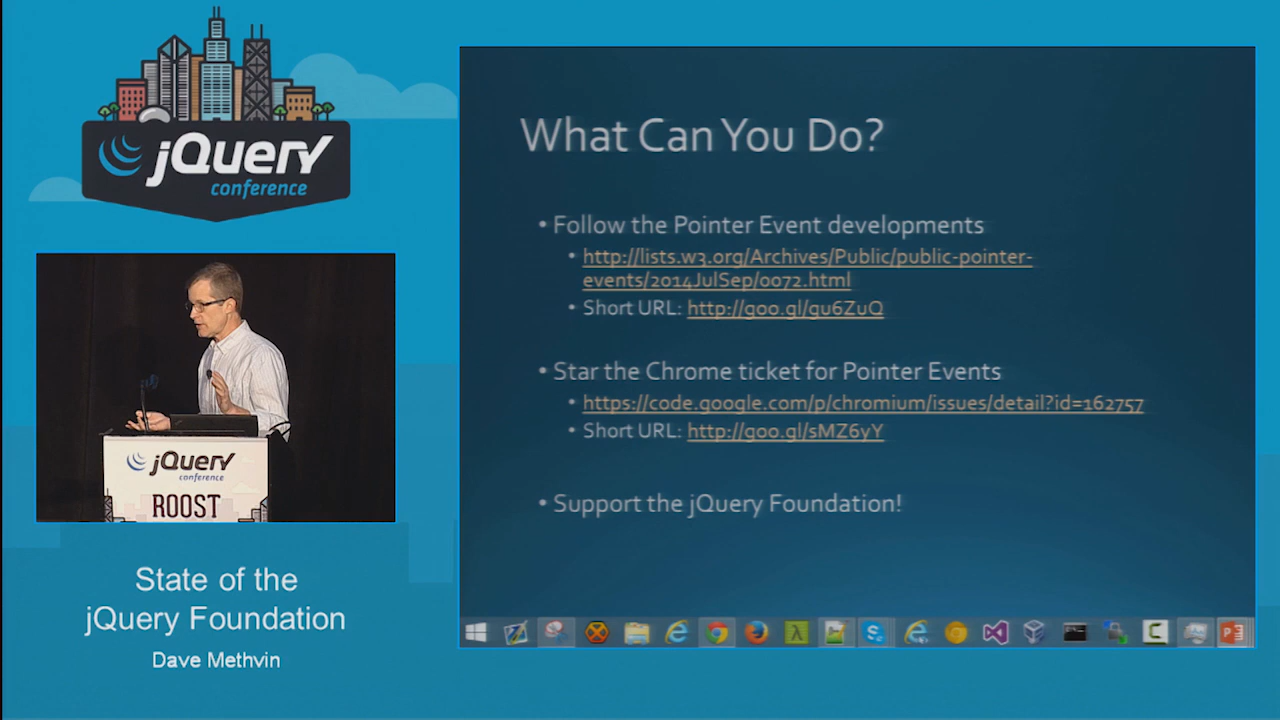 jQuery
conference
What Can You Do?
• Follow the Pointer Event developments
• http://lists.w3.org/Archives/Public/public-pointer-
events/2014JulSep/0072.html
• Short URL: http://goo.gl/gu6ZuQ
• Star the Chrome ticket for Pointer Events
• https://code.google.com/p/chromium/issues/detail?id=162757
• Short URL: http://goo.gl/sMZ6yY
• Support the jQuery Foundation!
jQuery
conference
ROOST
State of the
jQuery Foundation
Dave Methvin